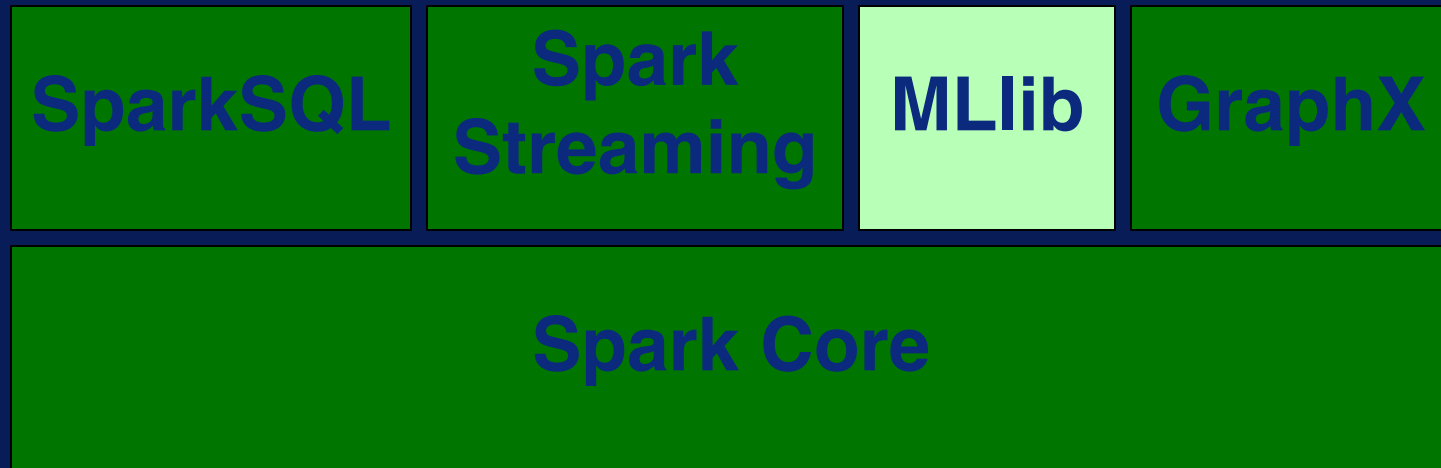 SparkSQL
Spark
Streaming
MLlib
GraphX
Spark Core